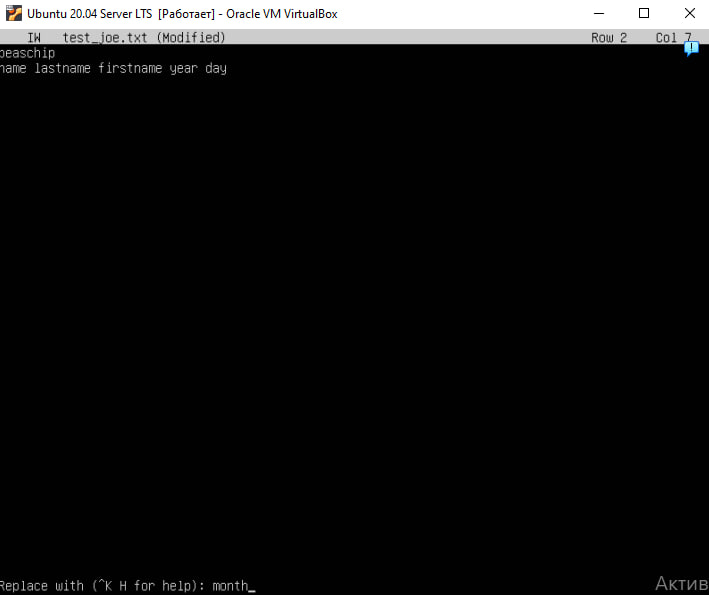 Ubuntu 20.04 Server LTS [Работает] - Oracle VM VirtualBox
IW test_joe.txt (Modified) Row 2 Col 7
peaschip
name lastname firstname year day
Replace with (^K H for help): month_
Актив